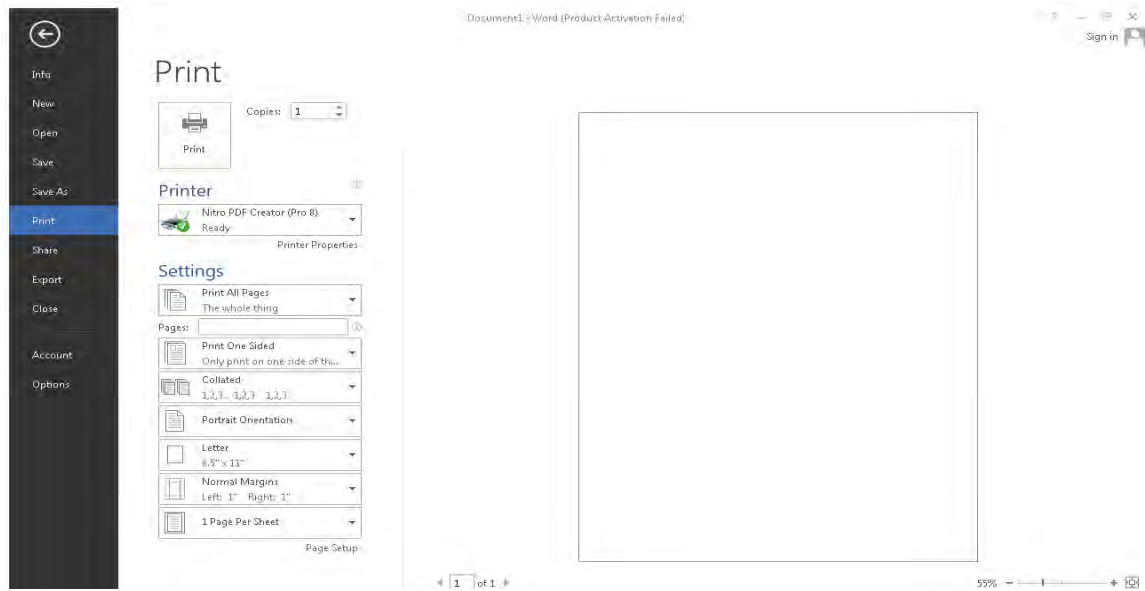 Document1 - Word (Product Activation Failed)
?
Sign in
Info
New
Open
Save
Save As
Print
Share
Export
Close
Account
Options
Print
Print
Copies: 1
Printer
Nitro PDF Creator (Pro 8)
Ready
Printer Properties
Settings
Print All Pages
The whole thing
Pages:
Print One Sided
Only print on one side of th...
Collated
1,2,3 1,2,3 1,2,3
Portrait Orientation
Letter
8.5" x 11"
Normal Margins
Left: 1" Right: 1"
1 Page Per Sheet
Page Setup
1 of 1
55%